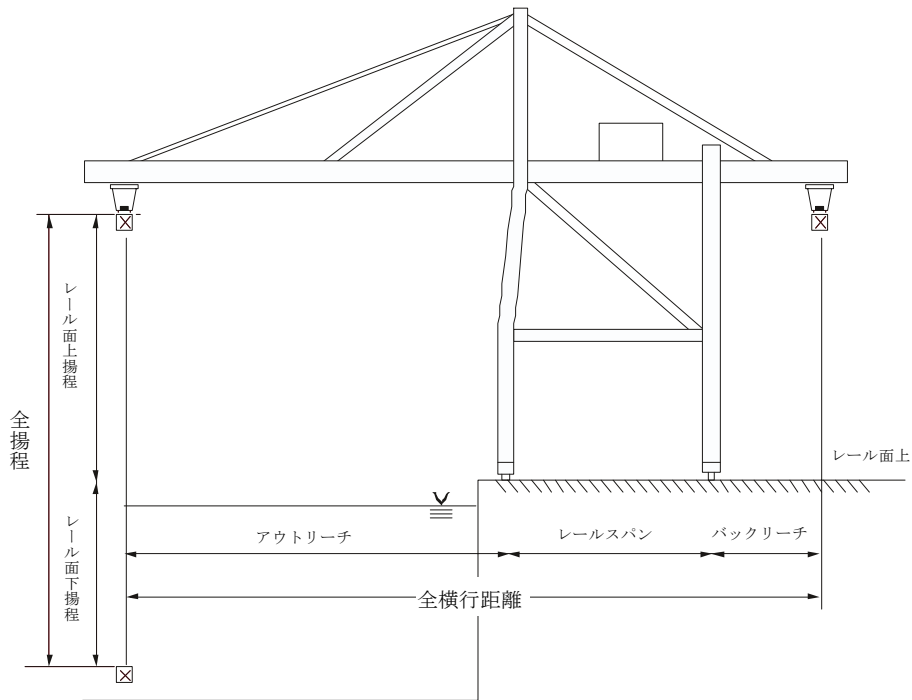 レール面上揚程
全揚程
レール面上
レール面下揚程
アウトリーチ
レールスパン
バックリーチ
全横行距離